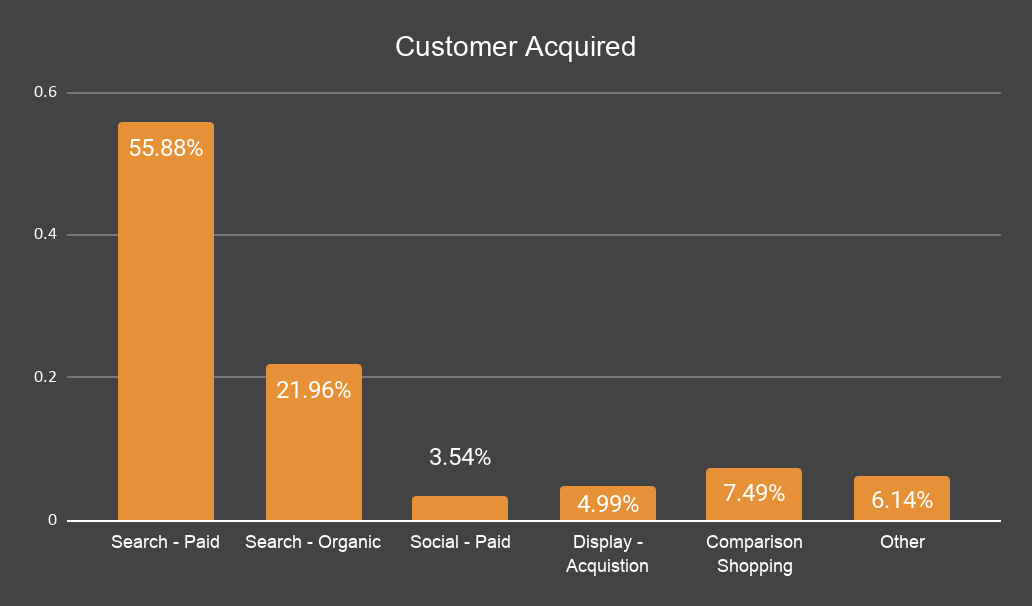 Customer Acquired
0.6
0.4
0.2
0
55.88%
21.96%
3.54%
4.99%
7.49%
6.14%
Search - Paid
Search - Organic
Social - Paid
Display -
Acquistion
Comparison
Shopping
Other